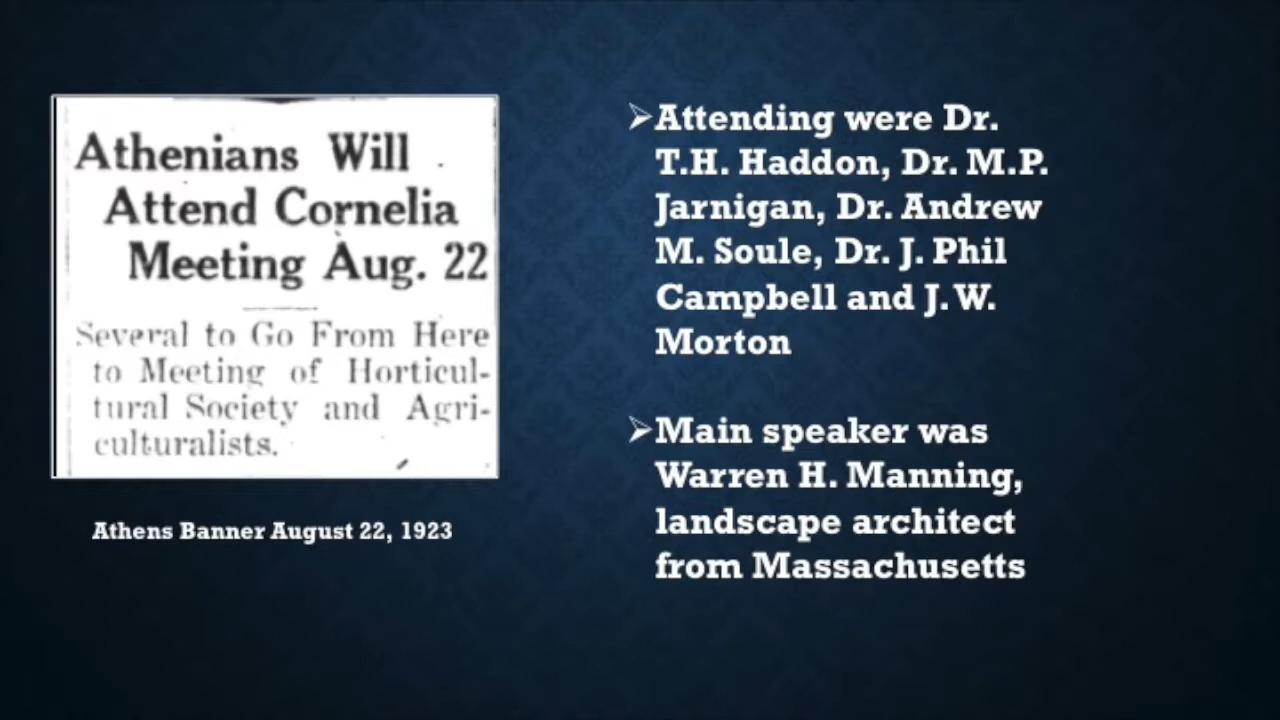 Athenians Will
Attend Cornelia
Meeting Aug. 22
Several to Go From Here
to Meeting of Horticul-
tural Society and Agri-
culturalists.
Athens Banner August 22, 1923
➢Attending were Dr.
T.H. Haddon, Dr. M.P.
Jarnigan, Dr. Andrew
M. Soule, Dr. J. Phil
Campbell and J.W.
Morton
➢Main speaker was
Warren H. Manning,
landscape architect
from Massachusetts